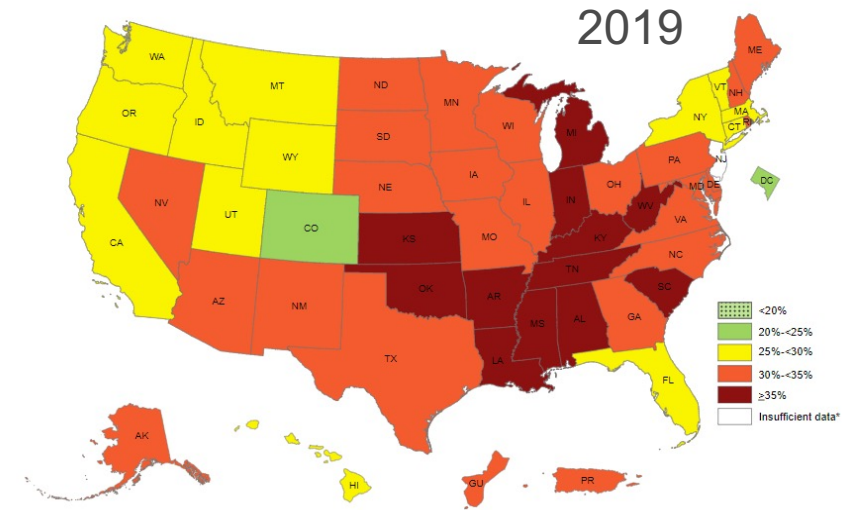 2019
ME
WA
MT
ND
MN
VT
NH
OR
ID
WI
MA
SD
NY
CT
RI
MI
WY
PA
NJ
IA
NE
OH
MD
DE
DC
NV
IL
IN
UT
WV
CO
VA
CA
KS
MO
KY
NC
TN
OK
AZ
NM
AR
SC
MS
AL
GA
TX
LA
<20%
20%-<25%
25%-<30%
30%-<35%
≥35%
Insufficient data*
FL
AK
HI
GU
PR